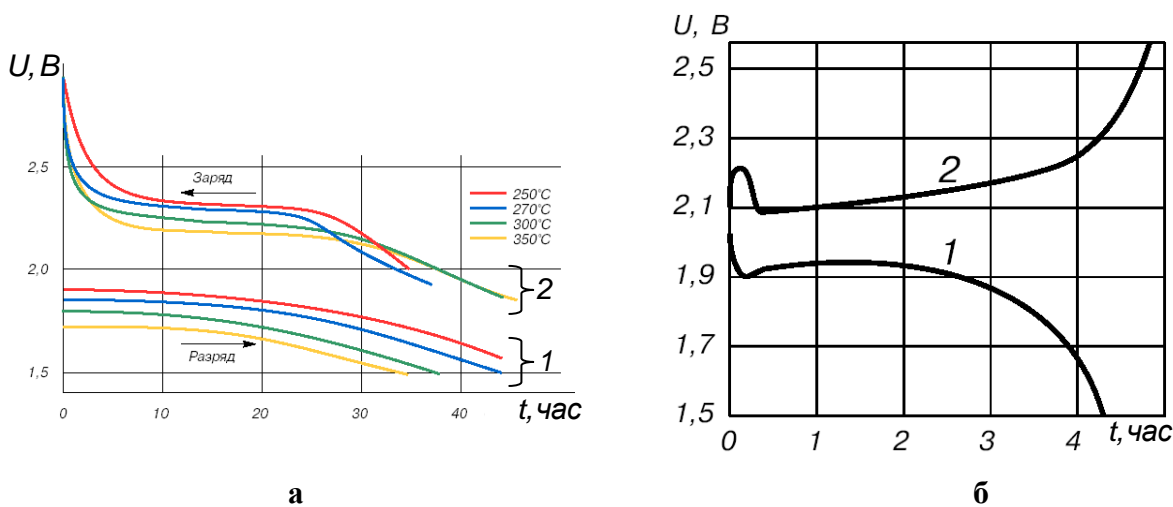 U, В
2,5
2,0
1,5
Заряд
Разряд
250°C
270°C
300°C
350°C
2
1
0 10 20 30 40 t, час
а
U, В
2,5
2,3
2,1
1,9
1,7
1,5
2
1
0 1 2 3 4 t, час
б